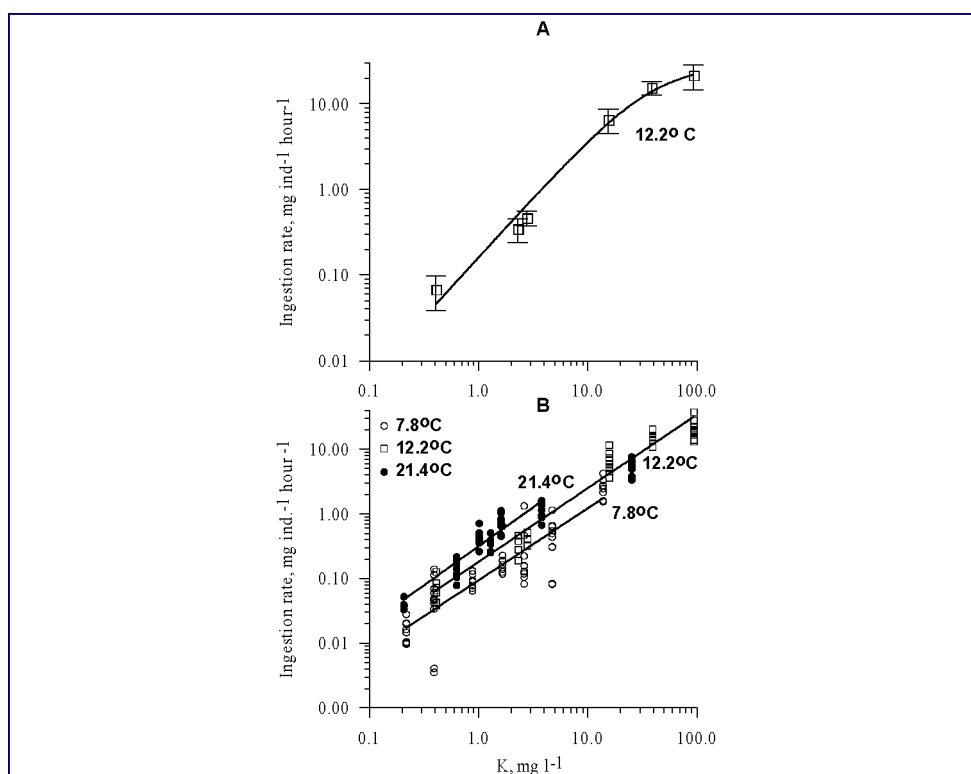 A
Ingestion rate, mg ind-1 hour-1
10.00
1.00
0.10
0.01
12.2º C
0.1 1.0 10.0 100.0
B
Ingestion rate, mg ind.-1 hour -1
7.8ºC
12.2ºC
21.4ºC
10.00
1.00
0.10
0.01
0.00
21.4ºC
12.2ºC
7.8ºC
0.1 1.0 10.0 100.0
K, mg l-1